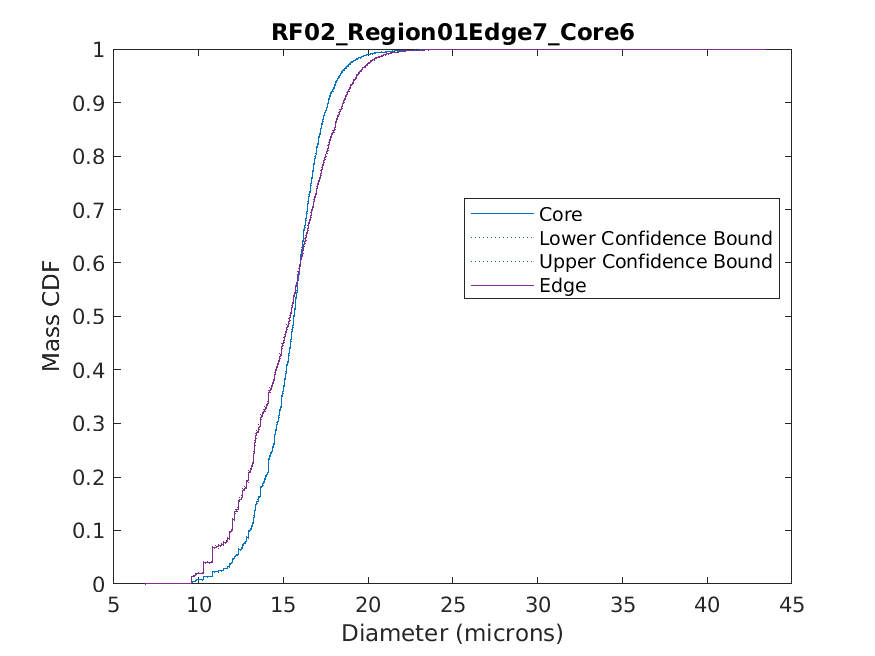 RF02_Region01Edge7_Core6
1
0.9
0.8
0.7
0.6
0.5
0.4
0.3
0.2
0.1
0
Mass CDF
Core
Lower Confidence Bound
Upper Confidence Bound
Edge
5 10 15 20 25 30 35 40 45
Diameter (microns)